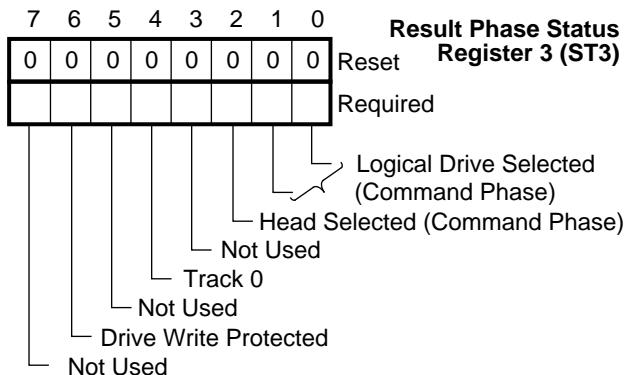 7 6 5 4 3 2 1 0
Result Phase Status
Register 3 (ST3)
0 0 0 0 0 0 0 0 Reset
Required
Logical Drive Selected
(Command Phase)
Head Selected (Command Phase)
Not Used
Track 0
Not Used
Drive Write Protected
Not Used